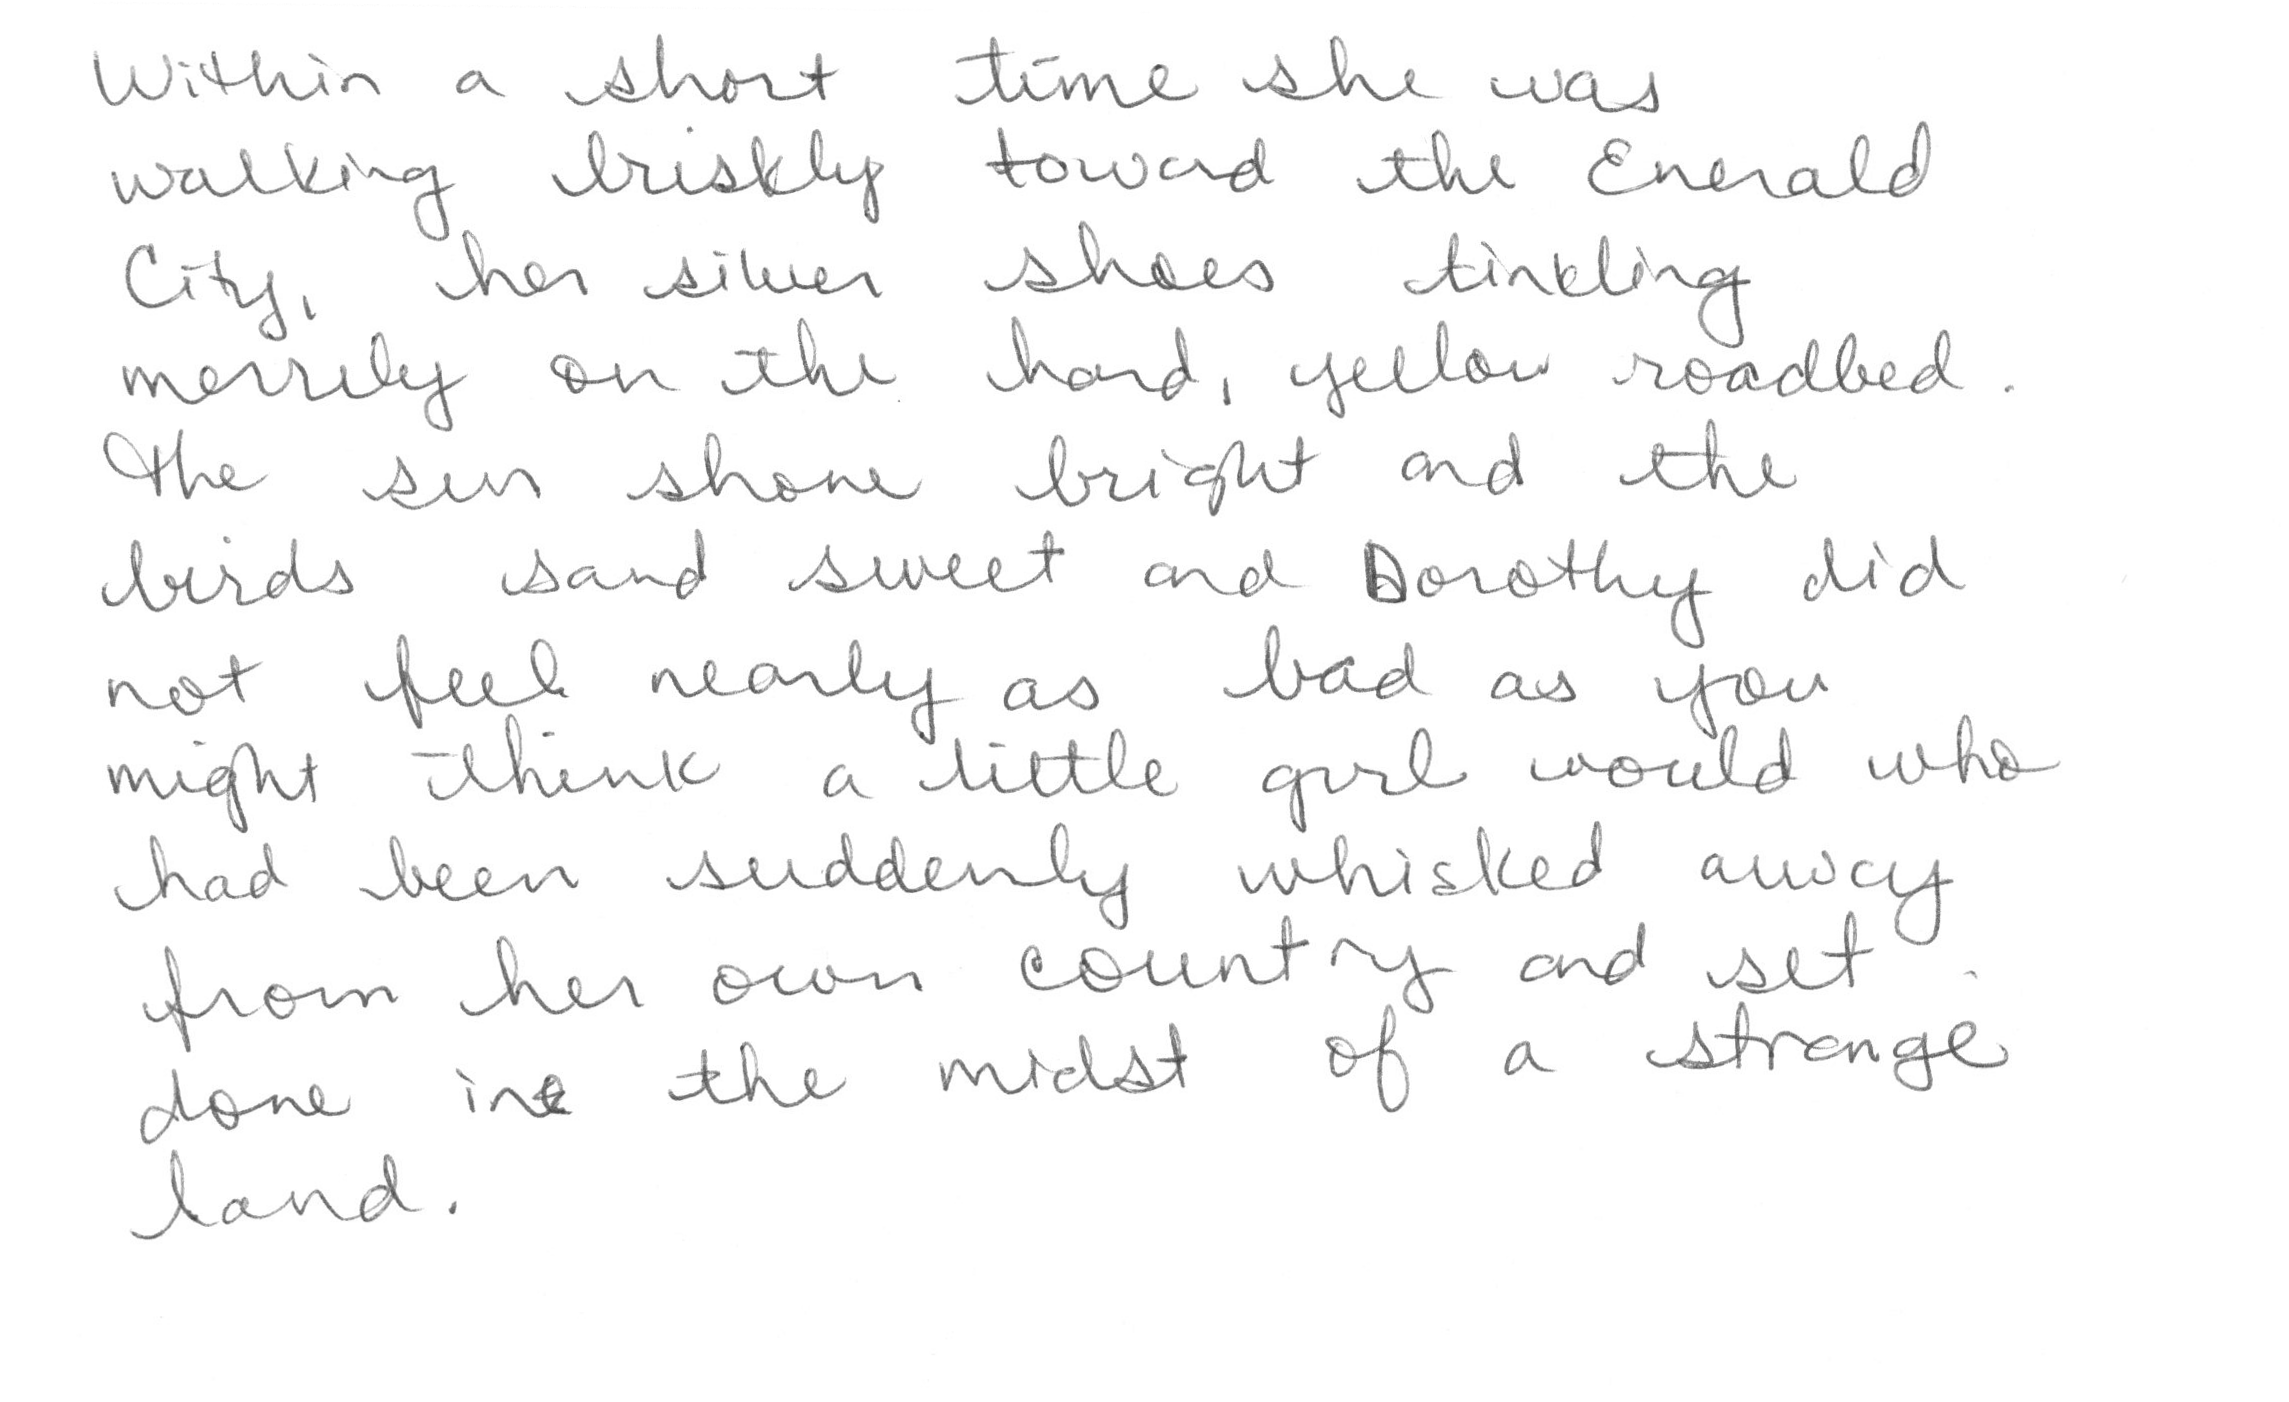 Within a short time she was
walking briskly toward the Enerald
City, her silver shoes tinkling
merrily on the hard, yellow roadbed.
The sun shone bright and the
birds sand sweet and Dorothy did
not feel nearly as bad as you
might think a little girl would who
had been suddenly whisked away
from her own country and set
done in the midst of a strange
land.